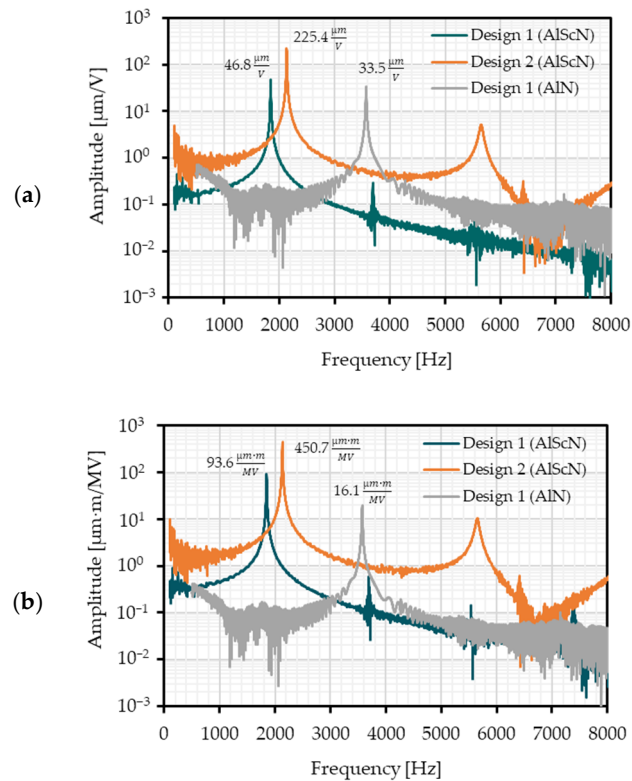 (a)
Amplitude [μm/V]
10³
10²
10¹
10⁰
10⁻¹
10⁻²
10⁻³
46.8 μm/V
225.4 μm/V
33.5 μm/V
Design 1 (AlScN)
Design 2 (AlScN)
Design 1 (AlN)
0 1000 2000 3000 4000 5000 6000 7000 8000
Frequency [Hz]
(b)
Amplitude [μm·m/MV]
10³
10²
10¹
10⁰
10⁻¹
10⁻²
10⁻³
93.6 μm·m/MV
450.7 μm·m/MV
16.1 μm·m/MV
Design 1 (AlScN)
Design 2 (AlScN)
Design 1 (AlN)
0 1000 2000 3000 4000 5000 6000 7000 8000
Frequency [Hz]